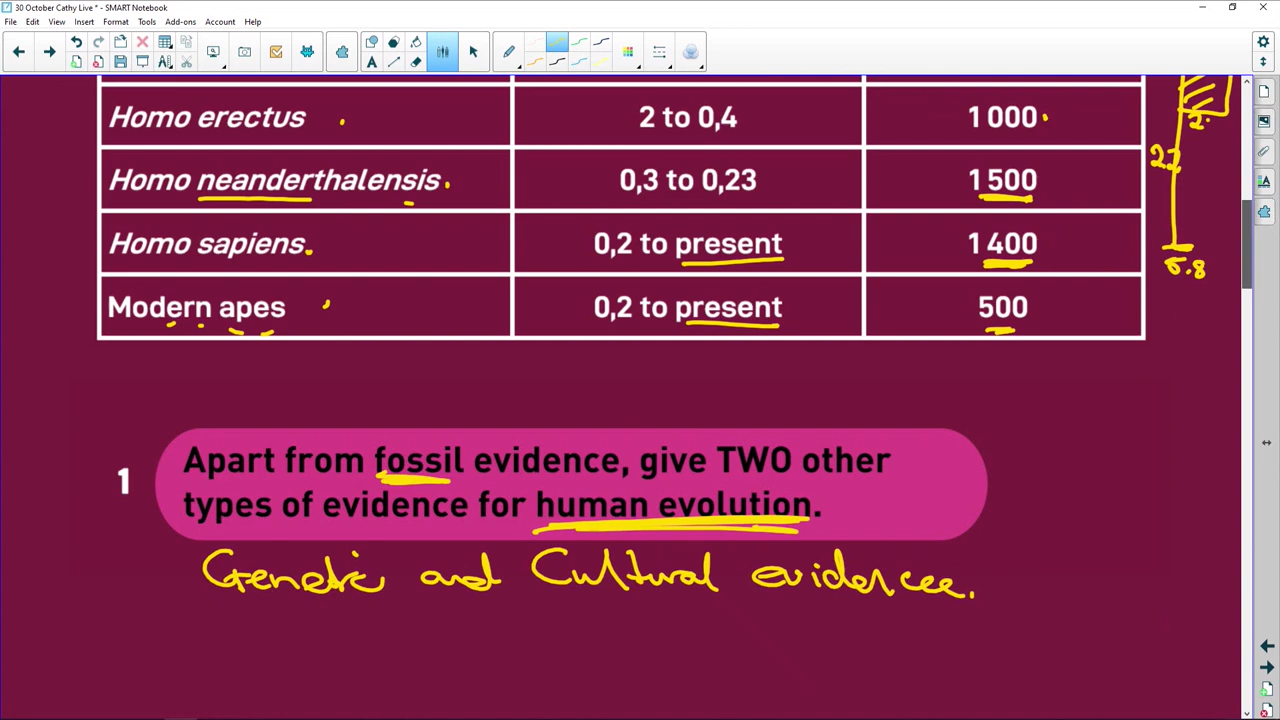 30 October Cathy Live * - SMART Notebook
File Edit View Insert Format Tools Add-ons Account Help
Homo erectus 2 to 0,4 1 000
Homo neanderthalensis 0,3 to 0,23 1 500
Homo sapiens 0,2 to present 1 400
Modern apes 0,2 to present 500
1 Apart from fossil evidence, give TWO other
types of evidence for human evolution.
Genetic and Cultural evidence.
2.
5.8